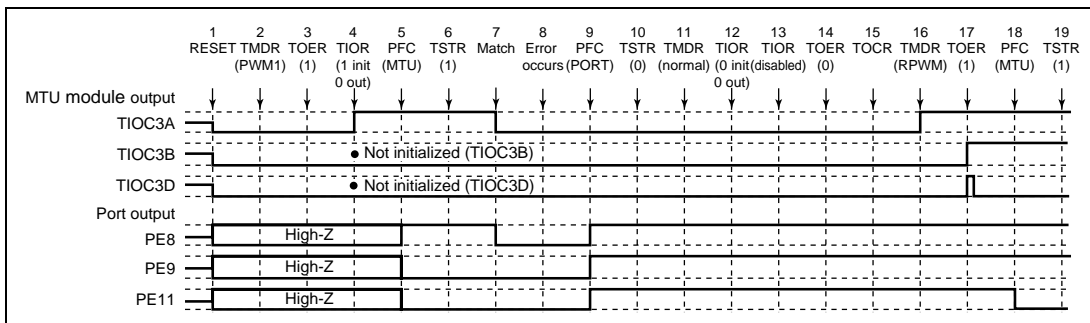 1 2 3 4 5 6 7 8 9 10 11 12 13 14 15 16 17 18 19
RESET TMDR TOER TIOR PFC TSTR Match Error PFC TSTR TMDR TIOR TIOR TOER TOCR TMDR TOER PFC TSTR
(PWM1) (1) (1 init (MTU) (1) occurs (PORT) (0) (normal) (0 init (disabled) (0) (RPWM) (1) (MTU) (1)
0 out) 0 out)
MTU module output
TIOC3A
TIOC3B • Not initialized (TIOC3B)
TIOC3D • Not initialized (TIOC3D)
Port output
PE8 High-Z
PE9 High-Z
PE11 High-Z